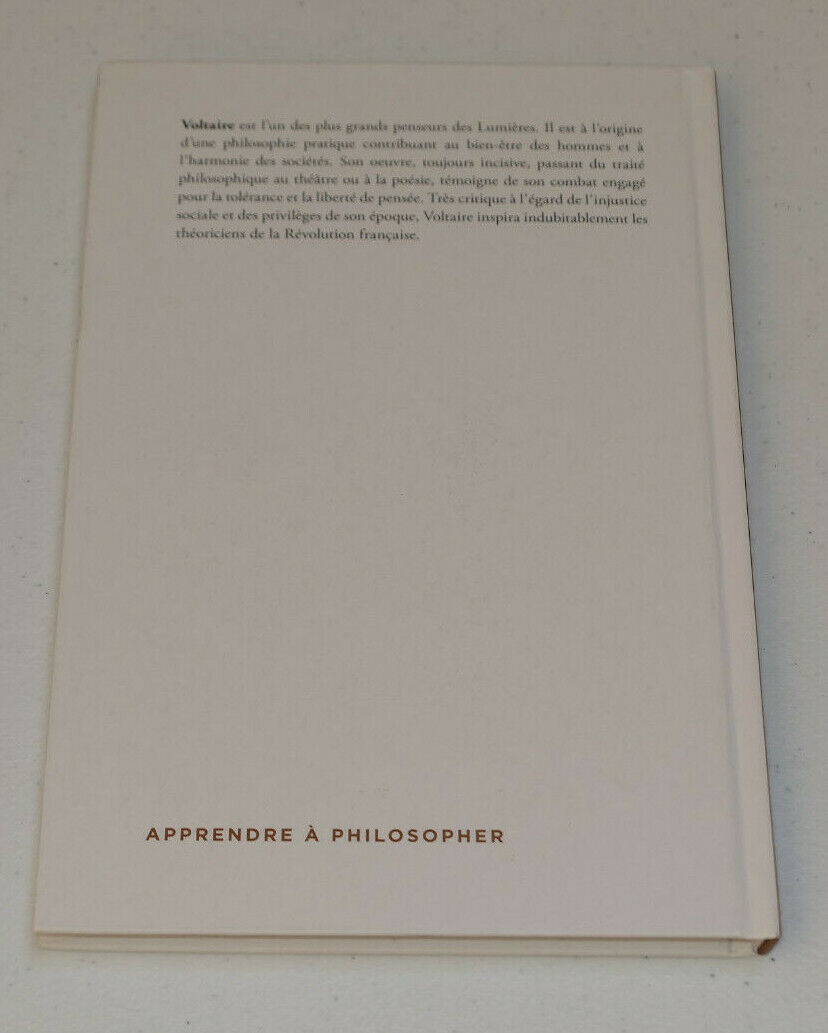 Voltaire est l'un des plus grands penseurs des Lumières. Il est à l'origine
d'une philosophie pratique contribuant au bien-être des hommes et à
l'harmonie des sociétés. Son oeuvre, toujours incisive, passant du traité
philosophique au théâtre ou à la poésie, témoigne de son combat engagé
pour la tolérance et la liberté de pensée. Très critique à l'égard de l'injustice
sociale et des privilèges de son époque, Voltaire inspira indubitablement les
théoriciens de la Révolution française.
APPRENDRE À PHILOSOPHER